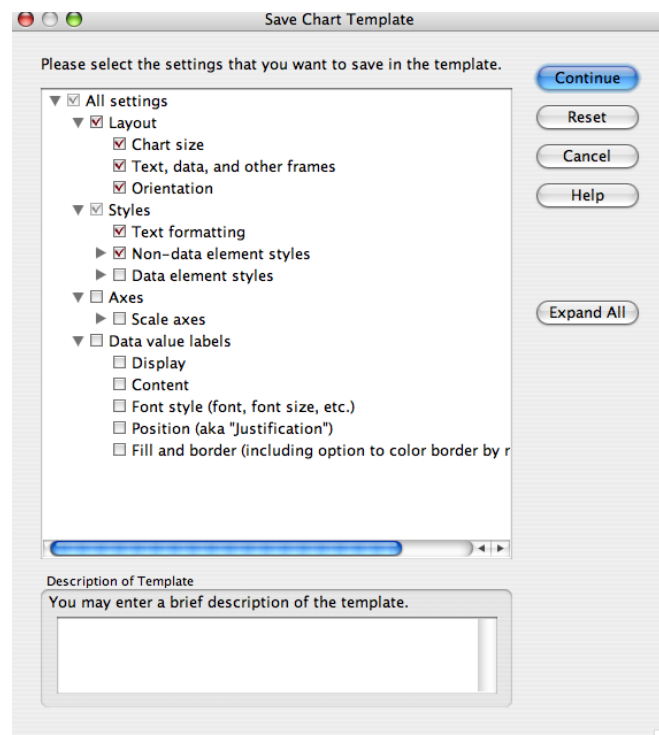 Save Chart Template
Please select the settings that you want to save in the template.
Continue
All settings
Layout
Reset
Chart size
Cancel
Text, data, and other frames
Orientation
Help
Styles
Text formatting
Non-data element styles
Data element styles
Axes
Scale axes
Expand All
Data value labels
Display
Content
Font style (font, font size, etc.)
Position (aka "Justification")
Fill and border (including option to color border by r
Description of Template
You may enter a brief description of the template.